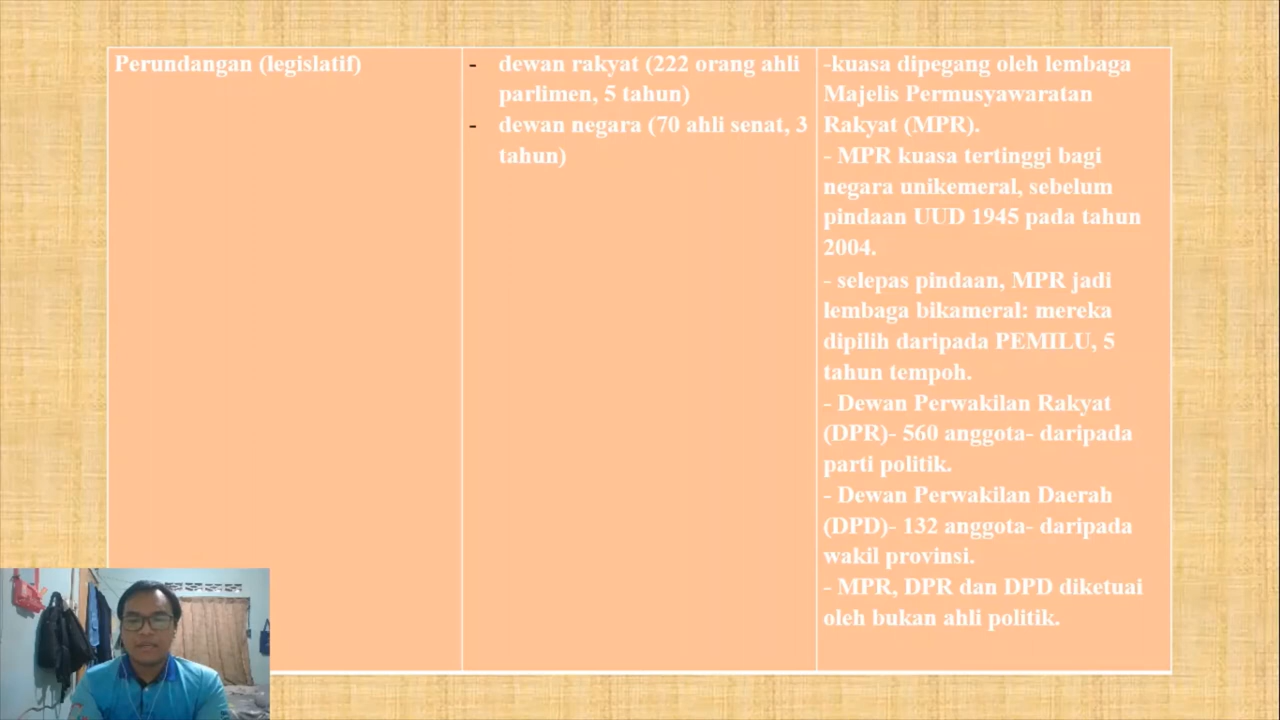 Perundangan (legislatif)
- dewan rakyat (222 orang ahli
parlimen, 5 tahun)
- dewan negara (70 ahli senat, 3
tahun)
-kuasa dipegang oleh lembaga
Majelis Permusyawaratan
Rakyat (MPR).
- MPR kuasa tertinggi bagi
negara unikemeral, sebelum
pindaan UUD 1945 pada tahun
2004.
- selepas pindaan, MPR jadi
lembaga bikameral: mereka
dipilih daripada PEMILU, 5
tahun tempoh.
- Dewan Perwakilan Rakyat
(DPR)- 560 anggota- daripada
parti politik.
- Dewan Perwakilan Daerah
(DPD)- 132 anggota- daripada
wakil provinsi.
- MPR, DPR dan DPD diketuai
oleh bukan ahli politik.